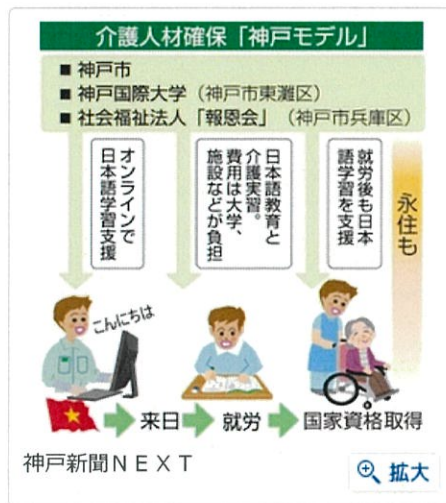 介護人材確保「神戸モデル」
■ 神戸市
■ 神戸国際大学（神戸市東灘区）
■ 社会福祉法人「報恩会」（神戸市兵庫区）
オンラインで
日本語学習支援
日本語教育と
介護実習。
費用は大学、
施設などが負担
就労後も日本
語学習を支援
永住も
こんにちは
来日
就労
国家資格取得
神戸新聞ＮＥＸＴ
拡大